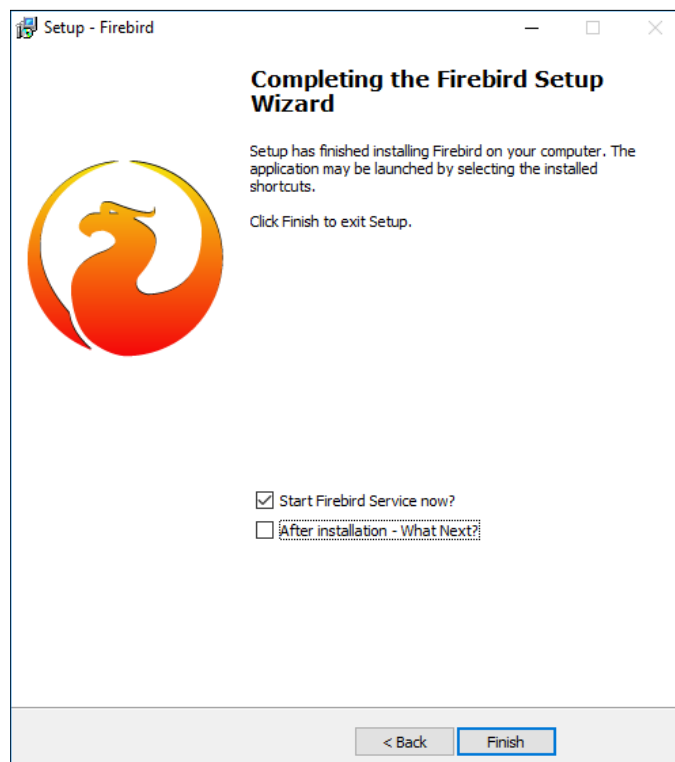 Setup - Firebird
Completing the Firebird Setup
Wizard
Setup has finished installing Firebird on your computer. The
application may be launched by selecting the installed
shortcuts.
Click Finish to exit Setup.
Start Firebird Service now?
After installation - What Next?
< Back
Finish